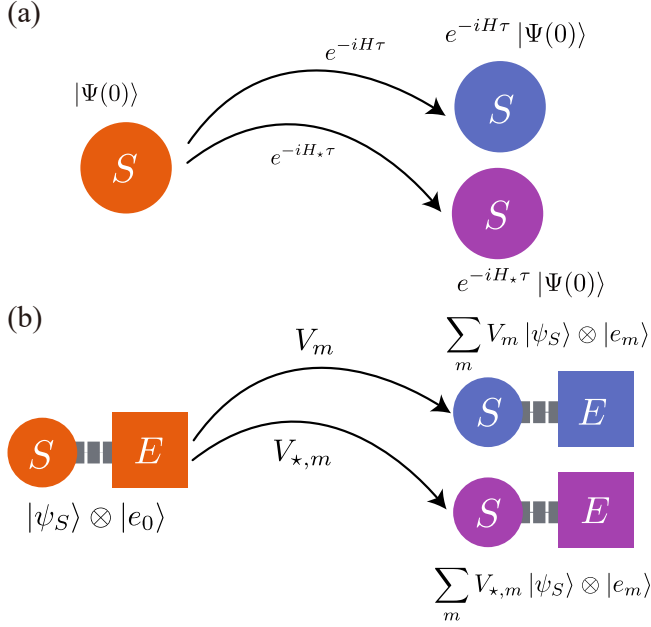 (a)
|Ψ(0)⟩
S
e^{-iHτ}
e^{-iH_⋆τ}
e^{-iHτ} |Ψ(0)⟩
S
S
e^{-iH_⋆τ} |Ψ(0)⟩
(b)
S E
|ψ_S⟩ ⊗ |e_0⟩
V_m
V_{⋆,m}
∑_m V_m |ψ_S⟩ ⊗ |e_m⟩
S E
S E
∑_m V_{⋆,m} |ψ_S⟩ ⊗ |e_m⟩